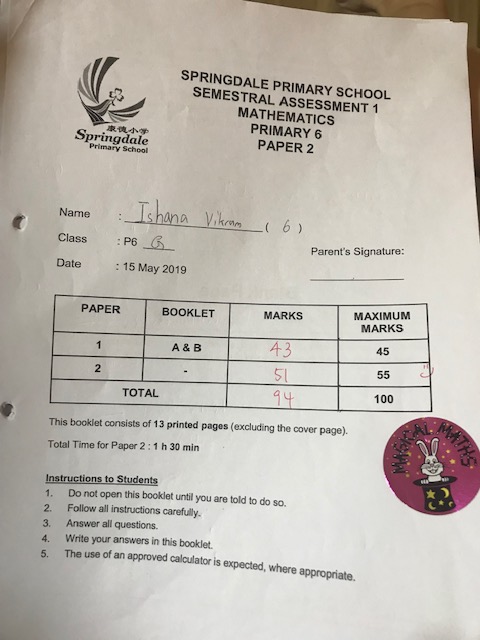 康德小学
Springdale
Primary School
SPRINGDALE PRIMARY SCHOOL
SEMESTRAL ASSESSMENT 1
MATHEMATICS
PRIMARY 6
PAPER 2
Name : Ishana Vikram ( 6 )
Class : P6 G
Parent's Signature:
Date : 15 May 2019
PAPER BOOKLET MARKS MAXIMUM MARKS
1 A & B 43 45
2 - 51 55
TOTAL 94 100
This booklet consists of 13 printed pages (excluding the cover page).
Total Time for Paper 2 : 1 h 30 min
MAGICAL MATHS
Instructions to Students
1. Do not open this booklet until you are told to do so.
2. Follow all instructions carefully.
3. Answer all questions.
4. Write your answers in this booklet.
5. The use of an approved calculator is expected, where appropriate.